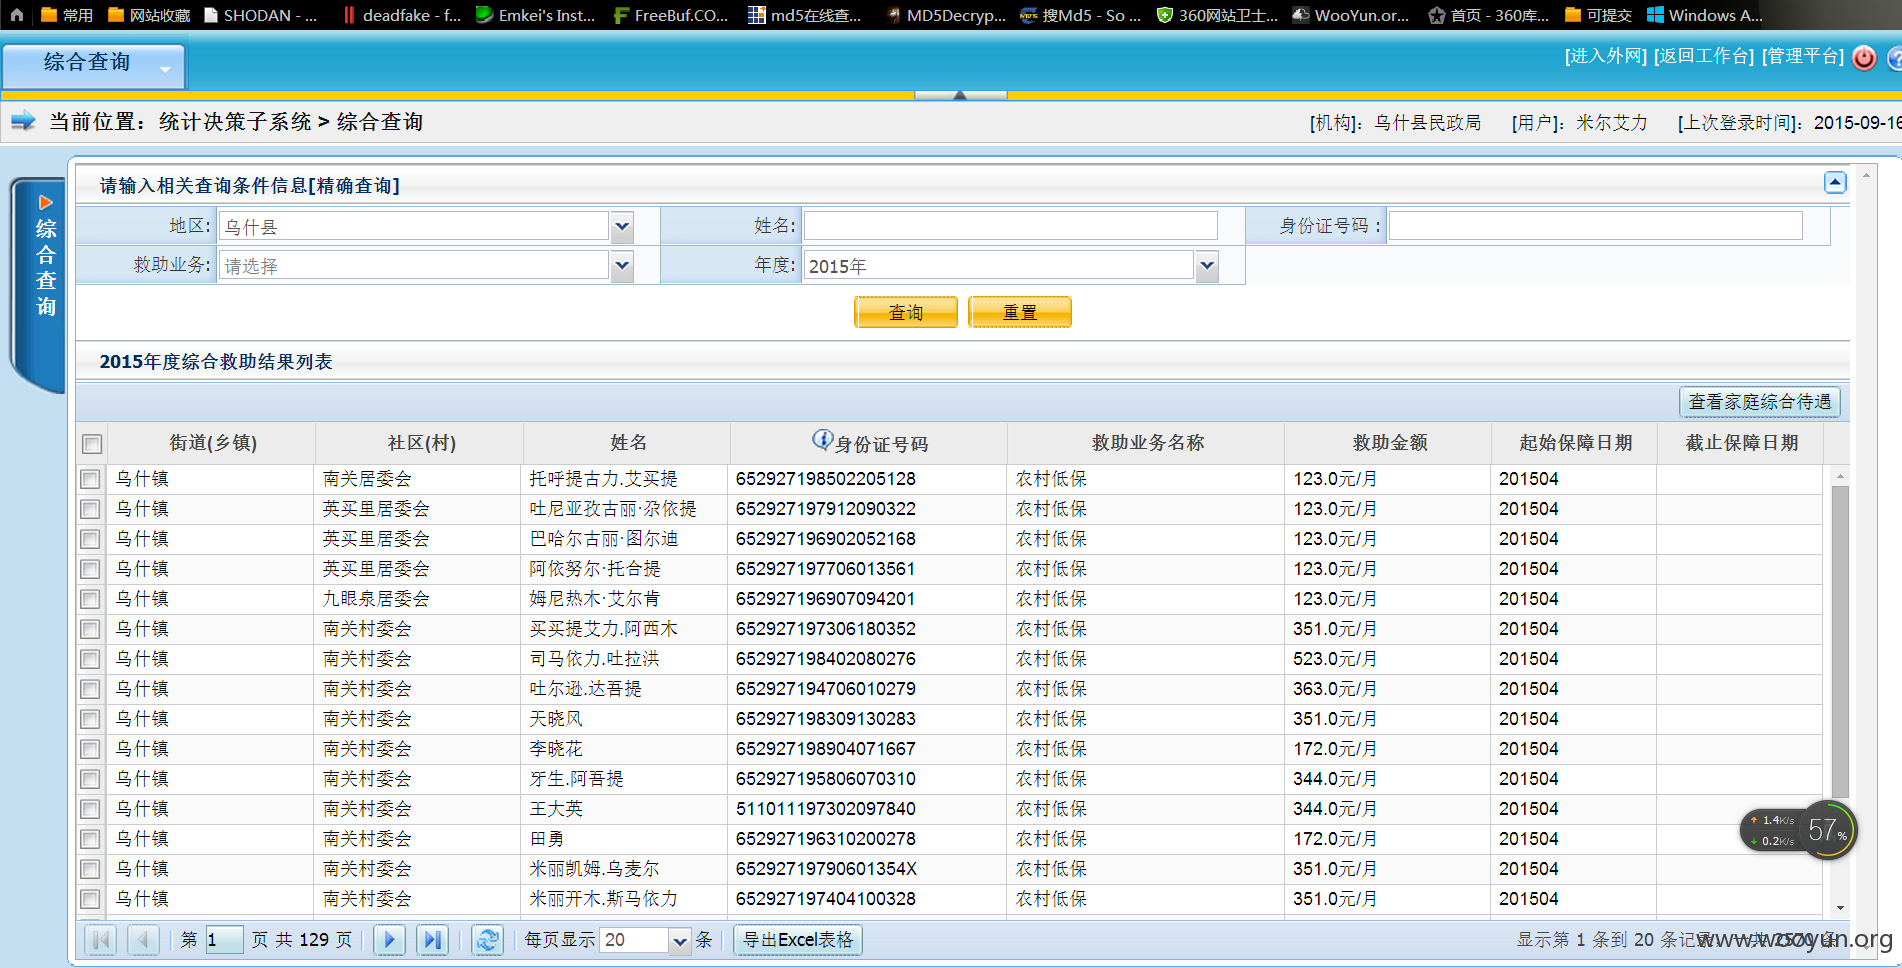 常用 网站收藏 SHODAN - ... deadfake - f... Emkei's Inst... FreeBuf.CO... md5在线查... MD5Decryp... 搜Md5 - So ... 360网站卫士... WooYun.or... 首页 - 360库... 可提交 Windows A...
综合查询 [进入外网] [返回工作台] [管理平台]
当前位置：统计决策子系统 > 综合查询 [机构]：乌什县民政局 [用户]：米尔艾力 [上次登录时间]：2015-09-16
综合查询
请输入相关查询条件信息[精确查询]
地区: 乌什县 姓名: 身份证号码：
救助业务: 请选择 年度: 2015年
查询 重置
2015年度综合救助结果列表
查看家庭综合待遇
街道(乡镇) 社区(村) 姓名 身份证号码 救助业务名称 救助金额 起始保障日期 截止保障日期
乌什镇 南关居委会 托呼提古力.艾买提 652927198502205128 农村低保 123.0元/月 201504
乌什镇 英买里居委会 吐尼亚孜古丽·尕依提 652927197912090322 农村低保 123.0元/月 201504
乌什镇 英买里居委会 巴哈尔古丽·图尔迪 652927196902052168 农村低保 123.0元/月 201504
乌什镇 英买里居委会 阿依努尔·托合提 652927197706013561 农村低保 123.0元/月 201504
乌什镇 九眼泉居委会 姆尼热木·艾尔肯 652927196907094201 农村低保 123.0元/月 201504
乌什镇 南关村委会 买买提艾力.阿西木 652927197306180352 农村低保 351.0元/月 201504
乌什镇 南关村委会 司马依力.吐拉洪 652927198402080276 农村低保 523.0元/月 201504
乌什镇 南关村委会 吐尔逊.达吾提 652927194706010279 农村低保 363.0元/月 201504
乌什镇 南关村委会 天晓风 652927198309130283 农村低保 351.0元/月 201504
乌什镇 南关村委会 李晓花 652927198904071667 农村低保 172.0元/月 201504
乌什镇 南关村委会 牙生.阿吾提 652927195806070310 农村低保 344.0元/月 201504
乌什镇 南关村委会 王大英 511011197302097840 农村低保 344.0元/月 201504
乌什镇 南关村委会 田勇 652927196310200278 农村低保 172.0元/月 201504
乌什镇 南关村委会 米丽凯姆.乌麦尔 65292719790601354X 农村低保 351.0元/月 201504
乌什镇 南关村委会 米丽开木.斯马依力 652927197404100328 农村低保 351.0元/月 201504
1.4K/s 57%
0.2K/s
第 1 页 共 129 页 每页显示 20 条 导出Excel表格 显示第 1 条到 20 条记录
www.wooyun.org